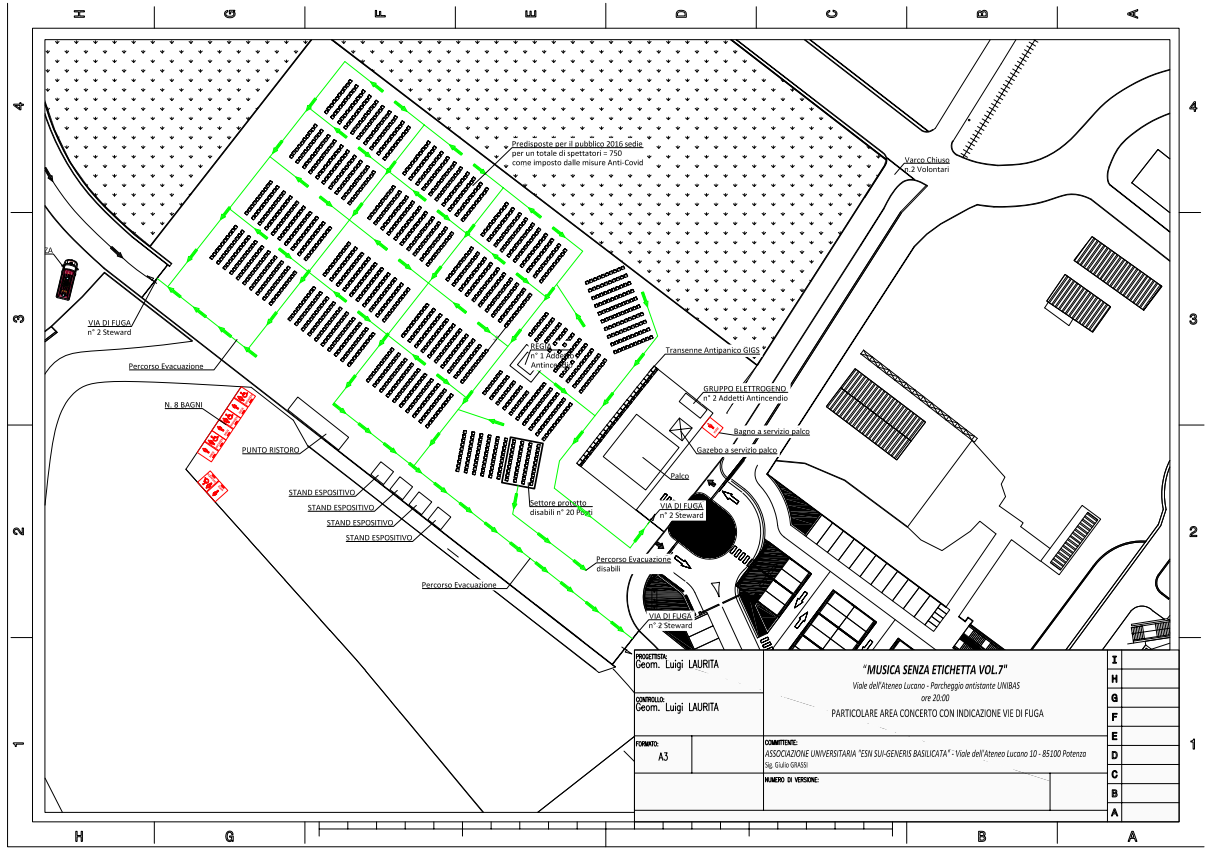 H G F E D C B A
4
4
Predisposte per il pubblico 2016 sedie
per un totale di spettatori = 750
come imposto dalle misure Anti-Covid
Varco Chiuso
n.2 Volontari
ZA
3
3
VIA DI FUGA
n° 2 Steward
REGIA
n° 1 Addetto
Antincendio
Transenne Antipanico GIGS
Percorso Evacuazione
GRUPPO ELETTROGENO
n° 2 Addetti Antincendio
N. 8 BAGNI
Bagno a servizio palco
PUNTO RISTORO
Gazebo a servizio palco
Palco
STAND ESPOSITIVO
STAND ESPOSITIVO
STAND ESPOSITIVO
STAND ESPOSITIVO
Settore protetto
disabili n° 20 Posti
VIA DI FUGA
n° 2 Steward
2
2
Percorso Evacuazione
disabili
Percorso Evacuazione
VIA DI FUGA
n° 2 Steward
PROGETTISTA:
Geom. Luigi LAURITA
CONTROLLO:
Geom. Luigi LAURITA
FORMATO:
A3
"MUSICA SENZA ETICHETTA VOL.7"
Viale dell'Ateneo Lucano - Parcheggio antistante UNIBAS
ore 20:00
PARTICOLARE AREA CONCERTO CON INDICAZIONE VIE DI FUGA
COMMITTENTE:
ASSOCIAZIONE UNIVERSITARIA "ESN SUI-GENERIS BASILICATA" - Viale dell'Ateneo Lucano 10 - 85100 Potenza
Sig. Giulio GRASSI
NUMERO DI VERSIONE:
I
H
G
F
E
D
C
B
A
1
1
H G F E B A